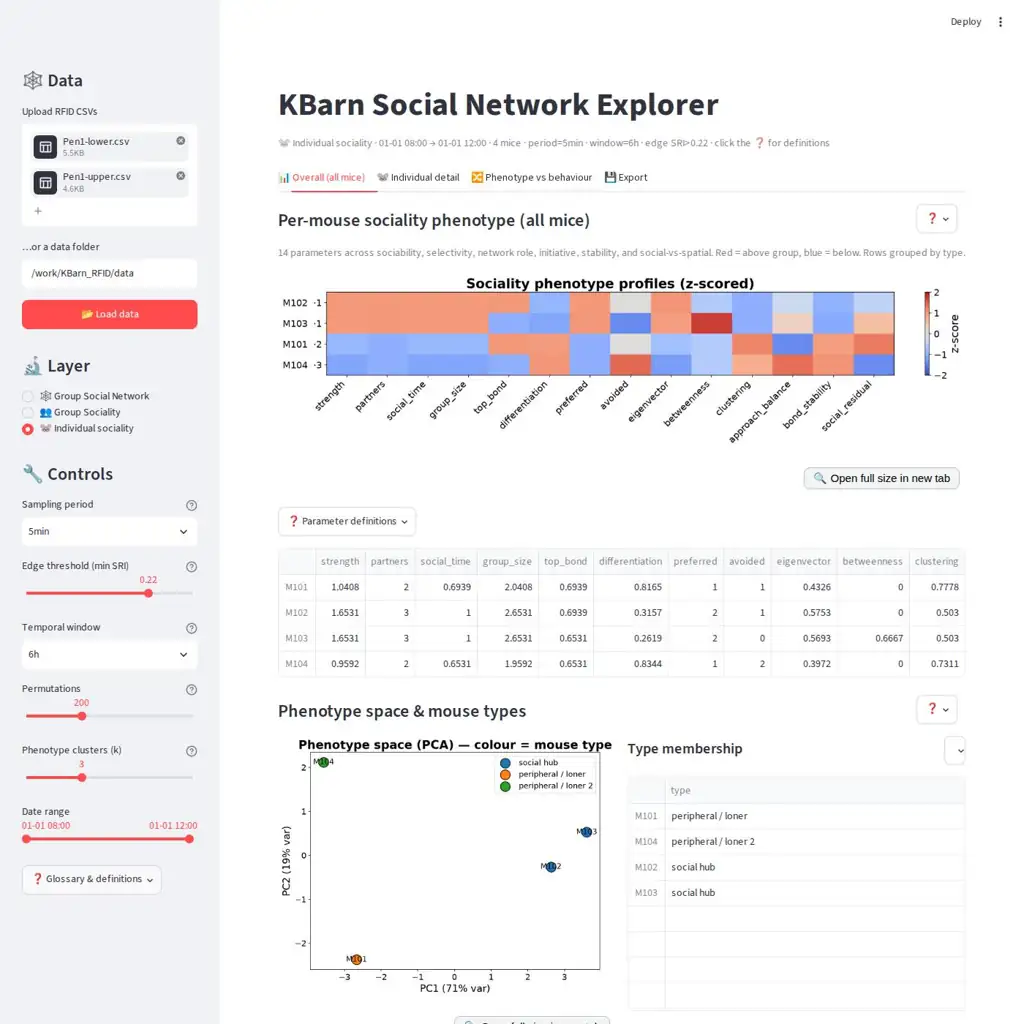 Deploy
Data
Upload RFID CSVs
Pen1-lower.csv
5.5KB
Pen1-upper.csv
4.6KB
+
...or a data folder
/work/KBarn_RFID/data
Load data
Layer
Group Social Network
Group Sociality
Individual sociality
Controls
Sampling period
5min
Edge threshold (min SRI)
0.22
Temporal window
6h
Permutations
200
Phenotype clusters (k)
3
Date range
01-01 08:00 01-01 12:00
❓ Glossary & definitions
KBarn Social Network Explorer
Individual sociality · 01-01 08:00 → 01-01 12:00 · 4 mice · period=5min · window=6h · edge SRI>0.22 · click the ❓ for definitions
Overall (all mice) Individual detail Phenotype vs behaviour Export
Per-mouse sociality phenotype (all mice)
❓
14 parameters across sociability, selectivity, network role, initiative, stability, and social-vs-spatial. Red = above group, blue = below. Rows grouped by type.
Sociality phenotype profiles (z-scored)
M102 ·1
M103 ·1
M101 ·2
M104 ·3
strength partners social_time group_size top_bond differentiation preferred avoided eigenvector betweenness clustering approach_balance bond_stability social_residual
2
1
0
−1
−2
z-score
Open full size in new tab
❓ Parameter definitions
strength partners social_time group_size top_bond differentiation preferred avoided eigenvector betweenness clustering
M101 1.0408 2 0.6939 2.0408 0.6939 0.8165 1 1 0.4326 0 0.7778
M102 1.6531 3 1 2.6531 0.6939 0.3157 2 1 0.5753 0 0.503
M103 1.6531 3 1 2.6531 0.6531 0.2619 2 0 0.5693 0.6667 0.503
M104 0.9592 2 0.6531 1.9592 0.6531 0.8344 1 2 0.3972 0 0.7311
Phenotype space & mouse types
❓
Phenotype space (PCA) — colour = mouse type
social hub
peripheral / loner
peripheral / loner 2
M104
M103
M102
M101
2
1
0
−1
−2
PC2 (19% var)
−3 −2 −1 0 1 2 3
PC1 (71% var)
Type membership
type
M101 peripheral / loner
M104 peripheral / loner 2
M102 social hub
M103 social hub